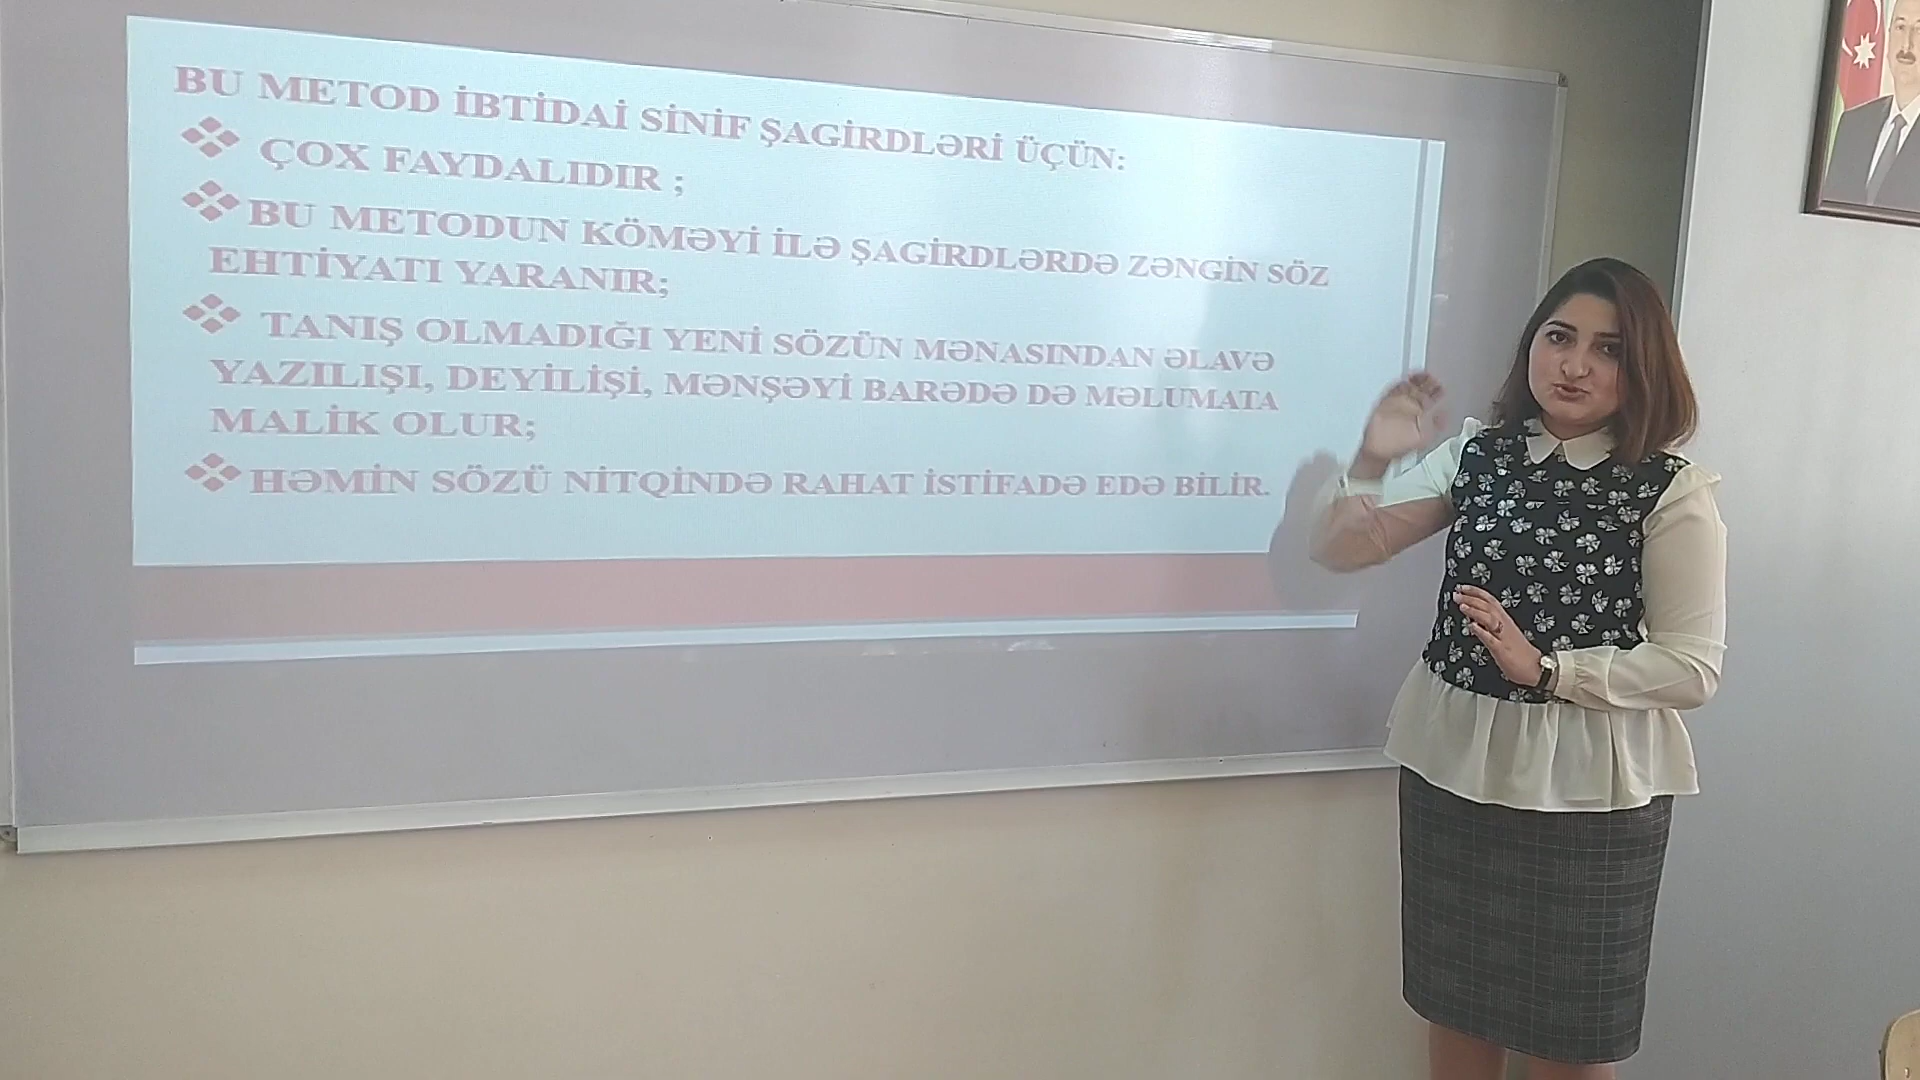 BU METOD İBTİDAİ SİNİF ŞAGİRDLƏRİ ÜÇÜN:
ÇOX FAYDALIDIR ;
BU METODUN KÖMƏYİ İLƏ ŞAGİRDLƏRDƏ ZƏNGİN SÖZ
EHTİYATI YARANIR;
TANIŞ OLMADIĞI YENİ SÖZÜN MƏNASINDAN ƏLAVƏ
YAZILIŞI, DEYİLİŞİ, MƏNŞƏYİ BARƏDƏ DƏ MƏLUMATA
MALİK OLUR;
HƏMİN SÖZÜ NİTQİNDƏ RAHAT İSTİFADƏ EDƏ BİLİR.